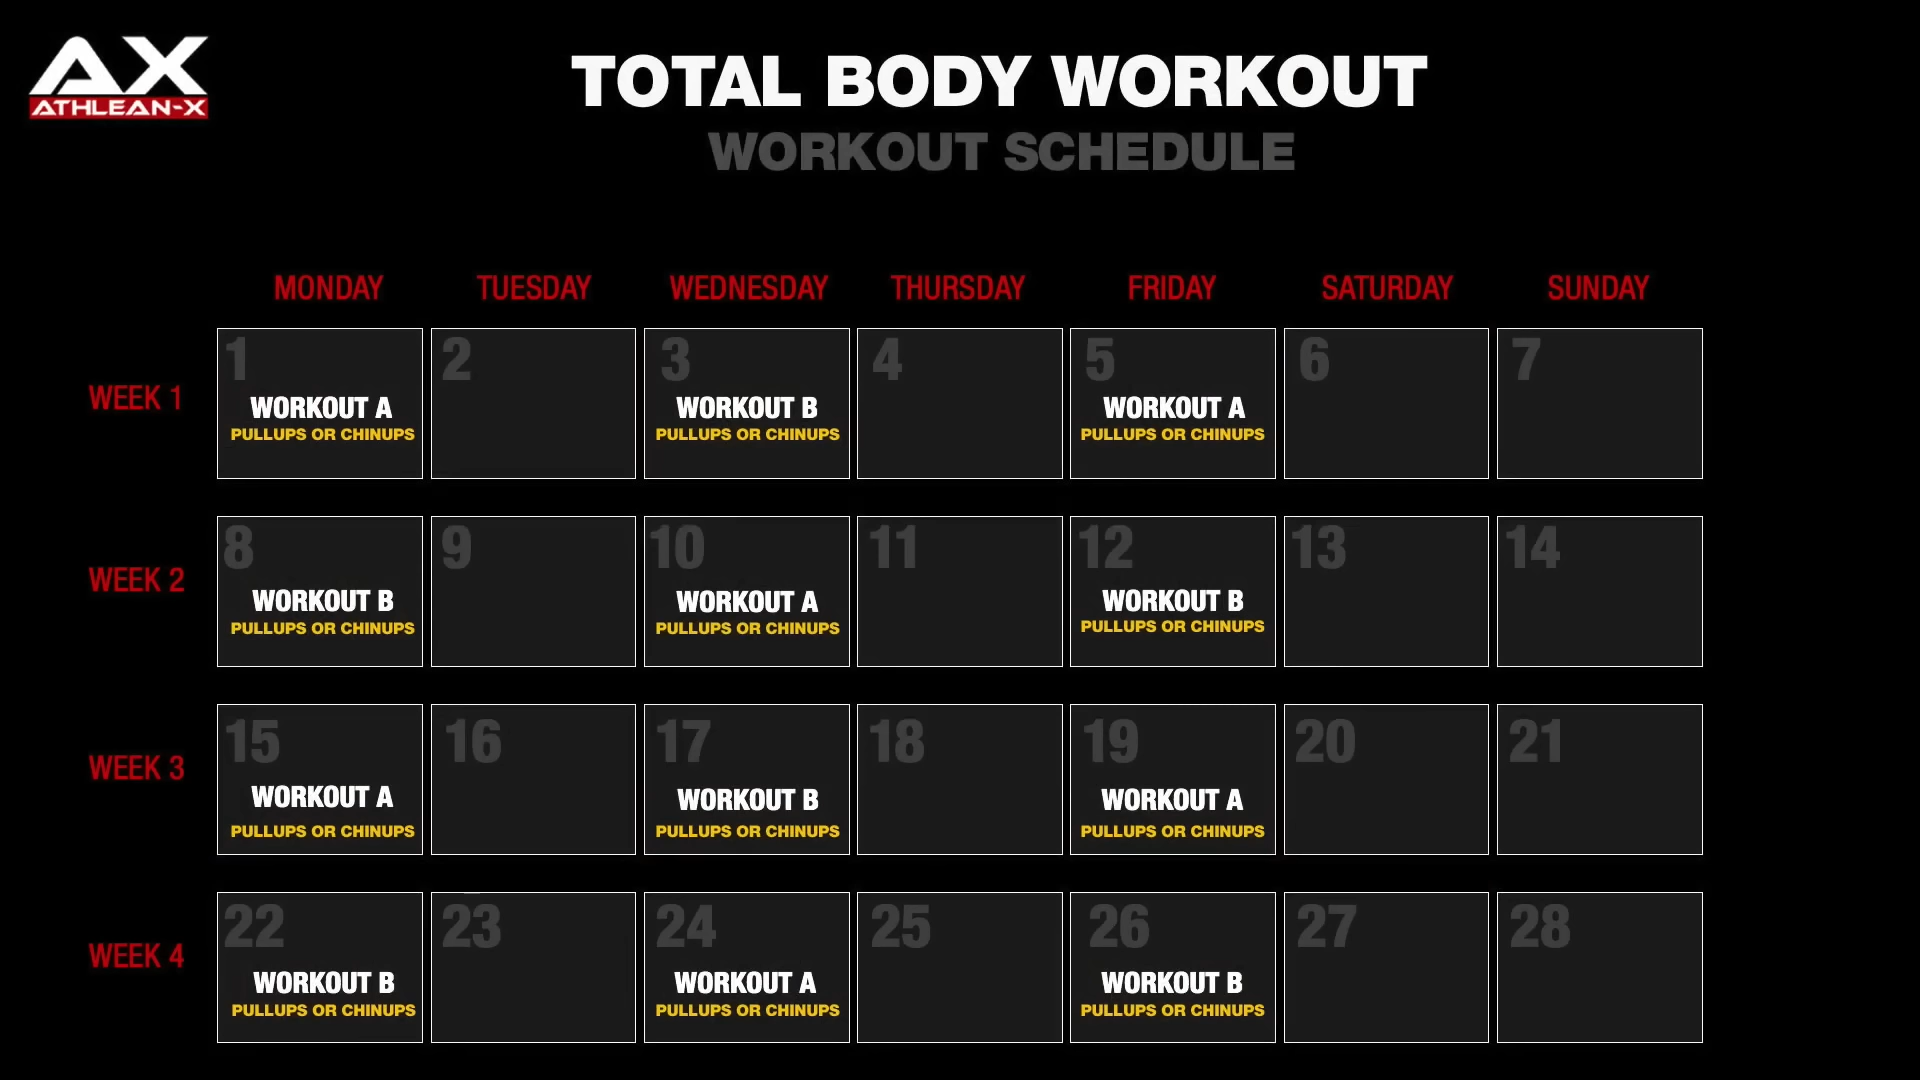 AX
ATHLEAN-X
TOTAL BODY WORKOUT
WORKOUT SCHEDULE
MONDAY TUESDAY WEDNESDAY THURSDAY FRIDAY SATURDAY SUNDAY
WEEK 1
1 2 3 4 5 6 7
WORKOUT A WORKOUT B WORKOUT A
PULLUPS OR CHINUPS PULLUPS OR CHINUPS PULLUPS OR CHINUPS
WEEK 2
8 9 10 11 12 13 14
WORKOUT B WORKOUT A WORKOUT B
PULLUPS OR CHINUPS PULLUPS OR CHINUPS PULLUPS OR CHINUPS
WEEK 3
15 16 17 18 19 20 21
WORKOUT A WORKOUT B WORKOUT A
PULLUPS OR CHINUPS PULLUPS OR CHINUPS PULLUPS OR CHINUPS
WEEK 4
22 23 24 25 26 27 28
WORKOUT B WORKOUT A WORKOUT B
PULLUPS OR CHINUPS PULLUPS OR CHINUPS PULLUPS OR CHINUPS